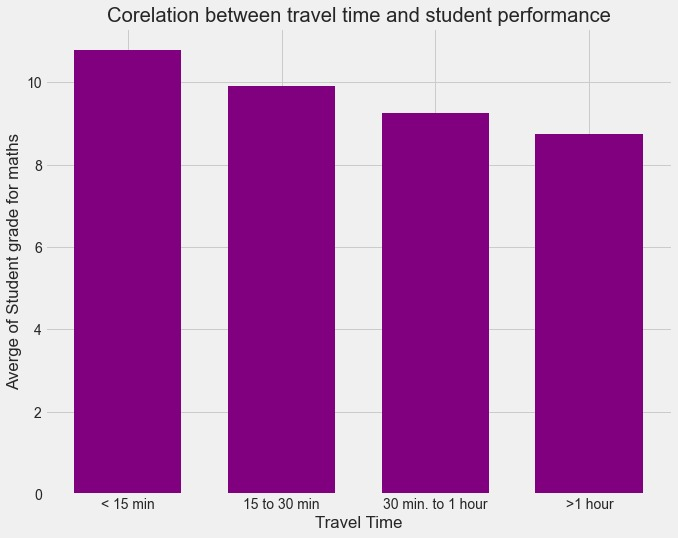 Corelation between travel time and student performance
Averge of Student grade for maths
10
8
6
4
2
0
< 15 min
15 to 30 min
30 min. to 1 hour
>1 hour
Travel Time